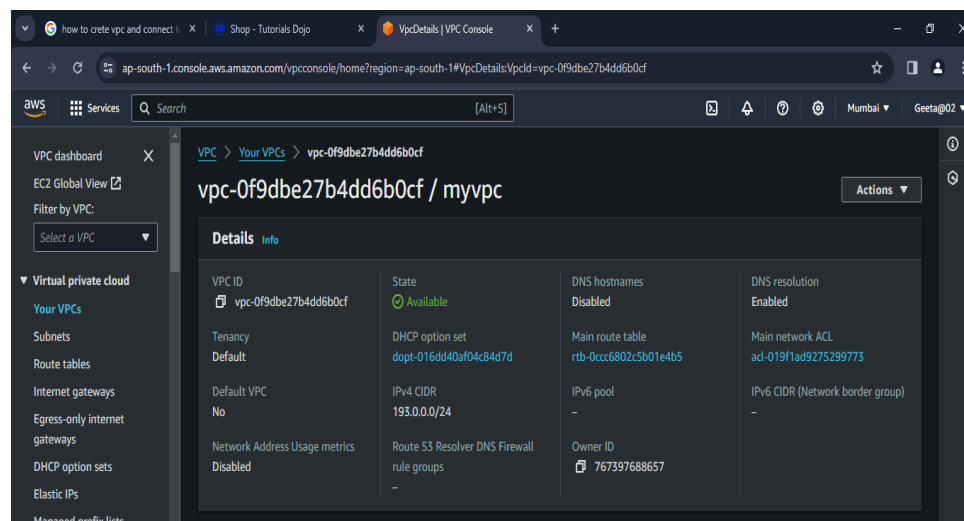 how to crete vpc and connect t
Shop - Tutorials Dojo
VpcDetails | VPC Console
ap-south-1.console.aws.amazon.com/vpcconsole/home?region=ap-south-1#VpcDetails:VpcId=vpc-0f9dbe27b4dd6b0cf
aws
Services
Search
[Alt+S]
Mumbai
Geeta@02
VPC dashboard
EC2 Global View
Filter by VPC:
Select a VPC
Virtual private cloud
Your VPCs
Subnets
Route tables
Internet gateways
Egress-only internet
gateways
DHCP option sets
Elastic IPs
Managed prefix lists
VPC > Your VPCs > vpc-0f9dbe27b4dd6b0cf
vpc-0f9dbe27b4dd6b0cf / myvpc
Actions
Details Info
VPC ID
vpc-0f9dbe27b4dd6b0cf
State
Available
DNS hostnames
Disabled
DNS resolution
Enabled
Tenancy
Default
DHCP option set
dopt-016dd40af04c84d7d
Main route table
rtb-0ccc6802c5b01e4b5
Main network ACL
acl-019f1ad9275299773
Default VPC
No
IPv4 CIDR
193.0.0.0/24
IPv6 pool
–
IPv6 CIDR (Network border group)
–
Network Address Usage metrics
Disabled
Route 53 Resolver DNS Firewall
rule groups
–
Owner ID
767397688657